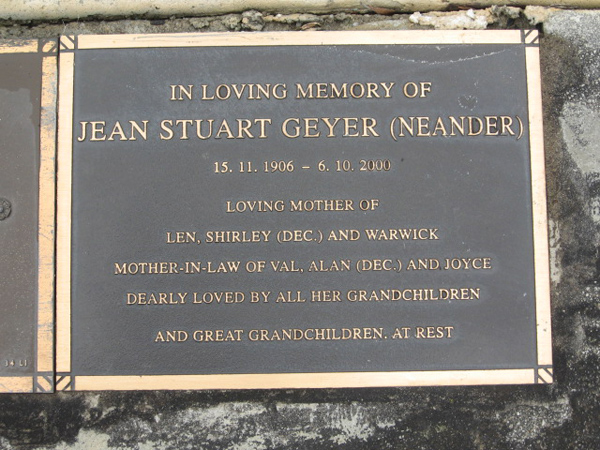 IN LOVING MEMORY OF
JEAN STUART GEYER (NEANDER)
15. 11. 1906 – 6. 10. 2000
LOVING MOTHER OF
LEN, SHIRLEY (DEC.) AND WARWICK
MOTHER-IN-LAW OF VAL, ALAN (DEC.) AND JOYCE
DEARLY LOVED BY ALL HER GRANDCHILDREN
AND GREAT GRANDCHILDREN. AT REST